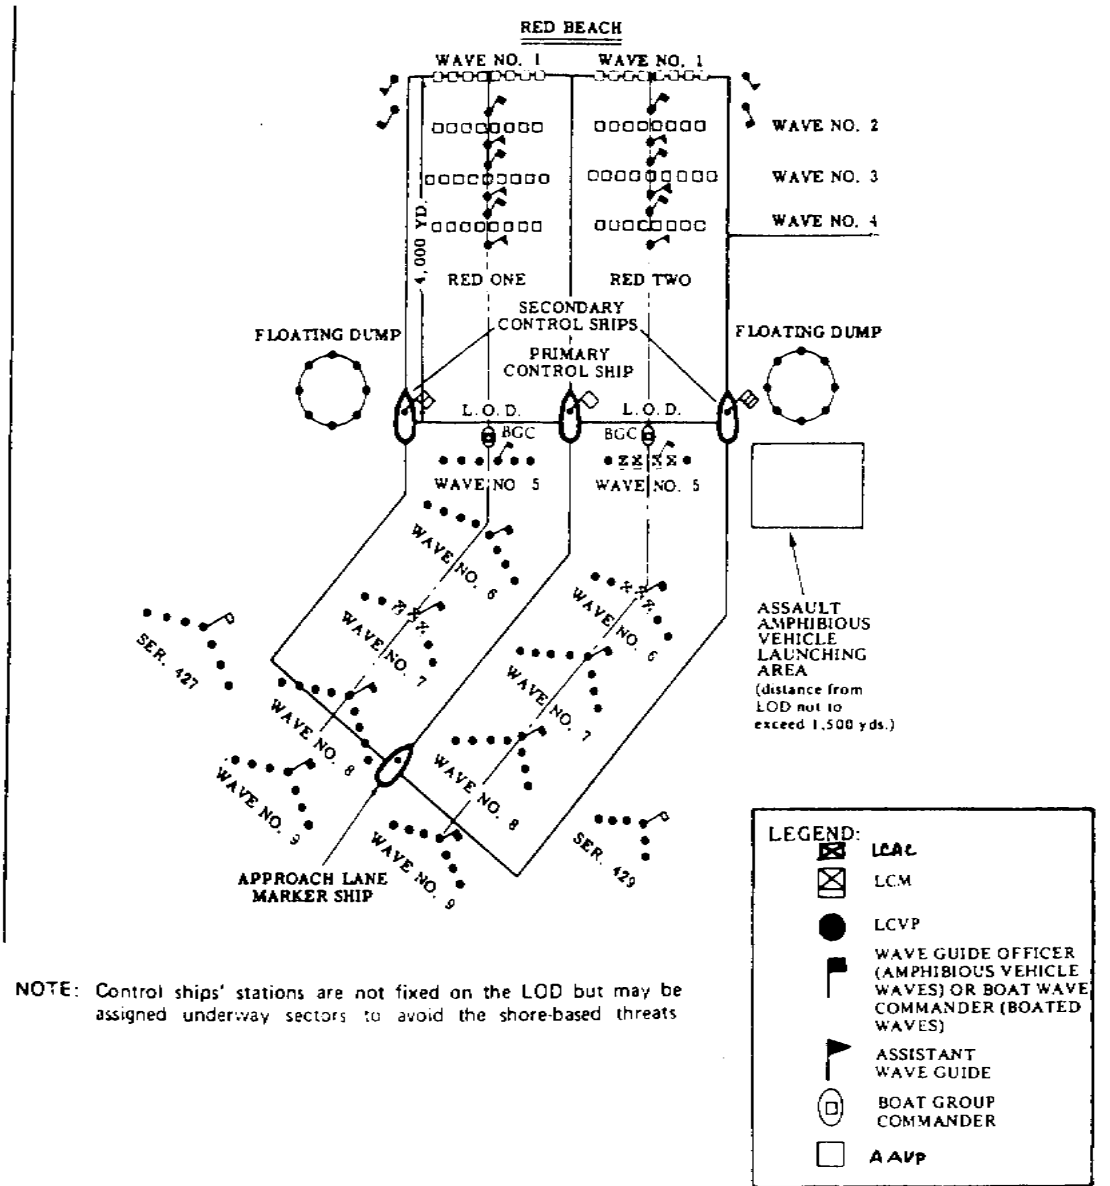 RED BEACH
WAVE NO. 1 WAVE NO. 1
WAVE NO. 2
WAVE NO. 3
WAVE NO. 4
4,000 YD.
RED ONE RED TWO
SECONDARY
CONTROL SHIPS
FLOATING DUMP FLOATING DUMP
PRIMARY
CONTROL SHIP
L.O.D. L.O.D.
BGC BGC
WAVE NO 5 WAVE NO. 5
WAVE NO. 6
WAVE NO. 6
WAVE NO. 7
WAVE NO. 7
SER. 427
WAVE NO. 8
WAVE NO. 8
WAVE NO. 9
WAVE NO. 9
SER. 429
ASSAULT
AMPHIBIOUS
VEHICLE
LAUNCHING
AREA
(distance from
LOD not to
exceed 1,500 yds.)
APPROACH LANE
MARKER SHIP
LEGEND:
LCAC
LCM
LCVP
WAVE GUIDE OFFICER
(AMPHIBIOUS VEHICLE
WAVES) OR BOAT WAVE
COMMANDER (BOATED
WAVES)
ASSISTANT
WAVE GUIDE
BOAT GROUP
COMMANDER
AAVP
NOTE: Control ships' stations are not fixed on the LOD but may be
assigned underway sectors to avoid the shore-based threats